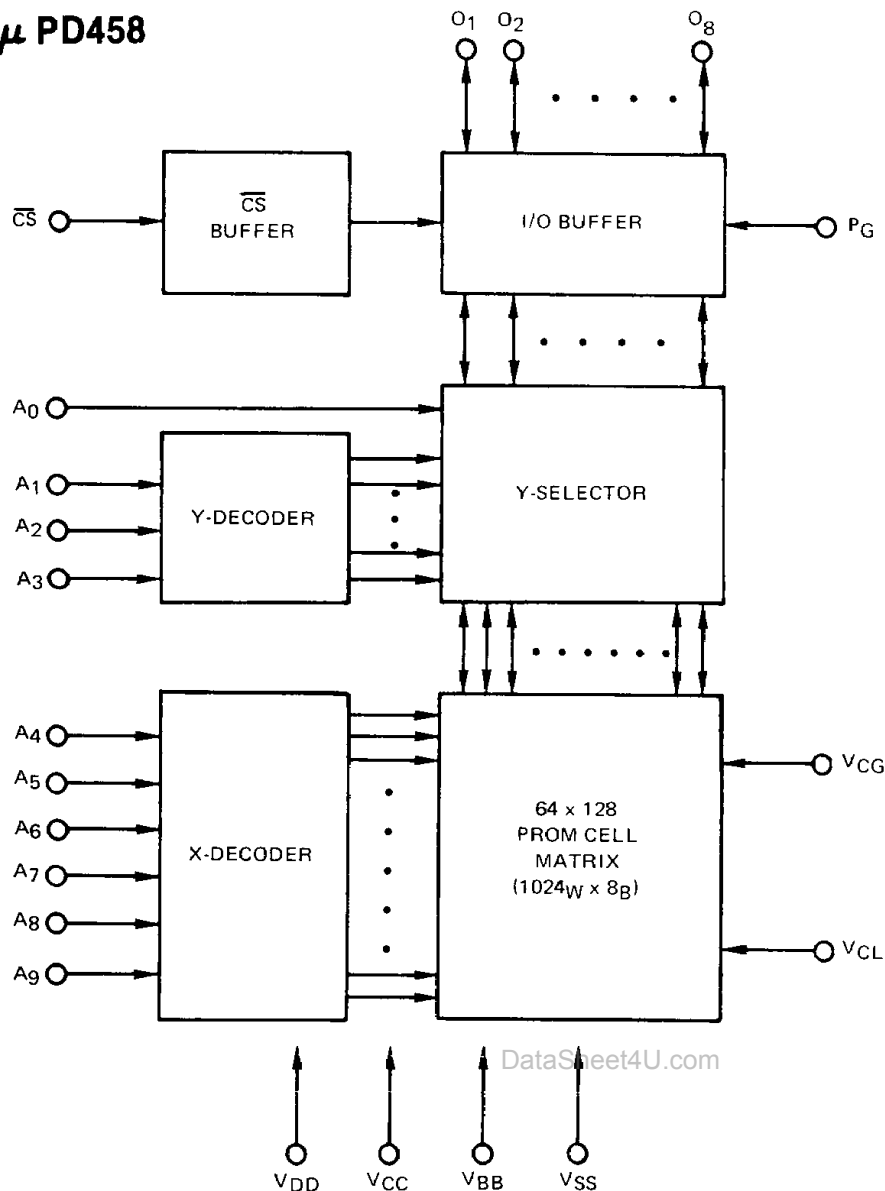 μ PD458
O1 O2 O8
CS
CS
BUFFER
I/O BUFFER
PG
A0
A1
A2
A3
Y-DECODER
Y-SELECTOR
A4
A5
A6
A7
A8
A9
X-DECODER
64 x 128
PROM CELL
MATRIX
(1024W x 8B)
VCG
VCL
DataSheet4U.com
VDD VCC VBB VSS